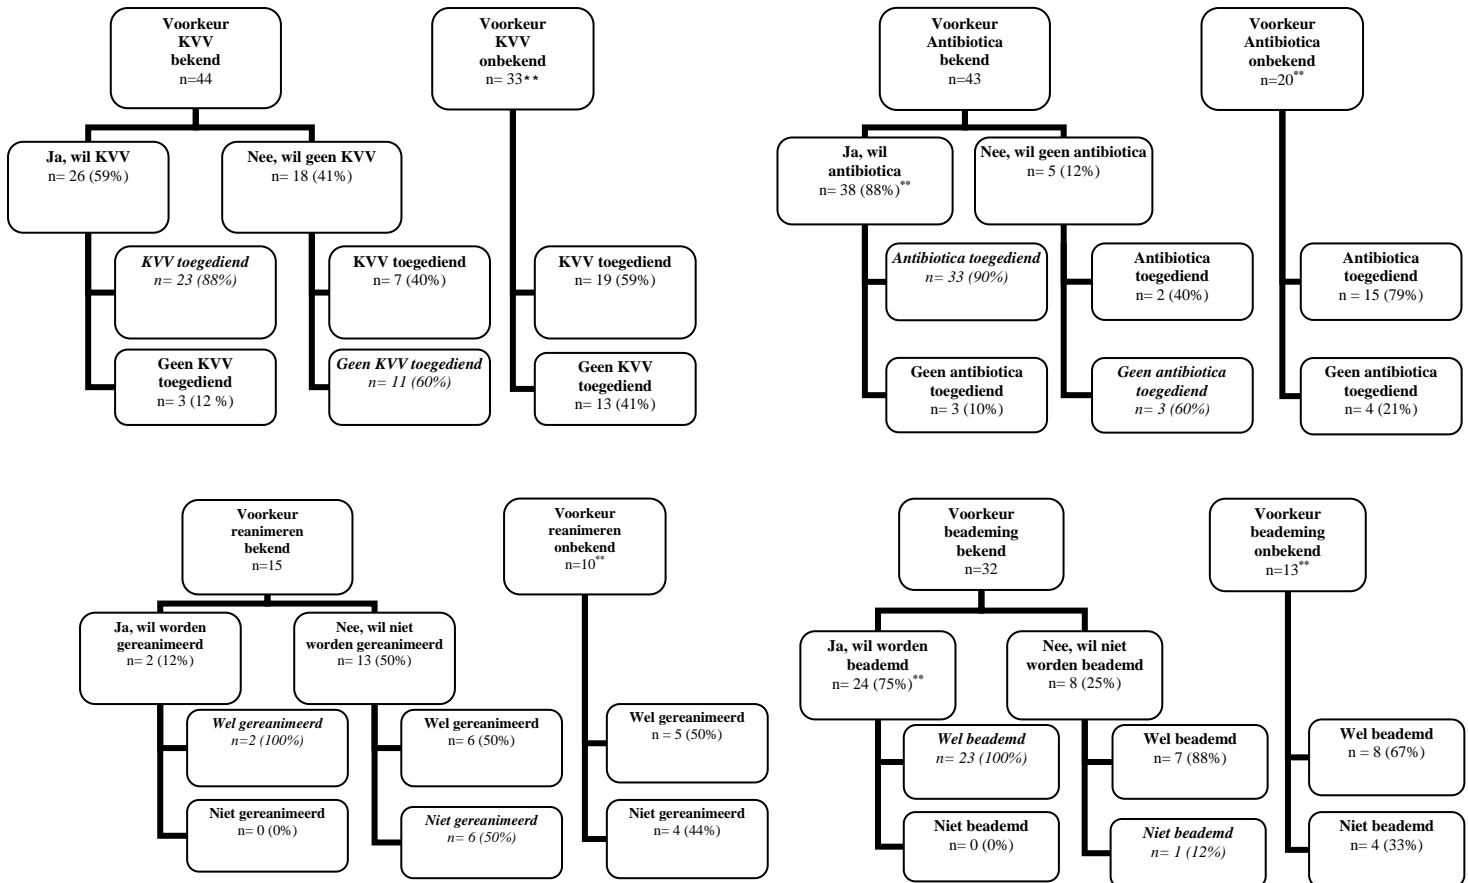 Voorkeur
KVV
bekend
n=44
Voorkeur
KVV
onbekend
n= 33**
Ja, wil KVV
n= 26 (59%)
Nee, wil geen KVV
n= 18 (41%)
KVV toegediend
n= 23 (88%)
KVV toegediend
n= 7 (40%)
KVV toegediend
n= 19 (59%)
Geen KVV
toegediend
n= 3 (12 %)
Geen KVV toegediend
n= 11 (60%)
Geen KVV
toegediend
n= 13 (41%)
Voorkeur
Antibiotica
bekend
n=43
Voorkeur
Antibiotica
onbekend
n=20**
Ja, wil
antibiotica
n= 38 (88%)**
Nee, wil geen antibiotica
n= 5 (12%)
Antibiotica toegediend
n= 33 (90%)
Antibiotica
toegediend
n= 2 (40%)
Antibiotica
toegediend
n = 15 (79%)
Geen antibiotica
toegediend
n= 3 (10%)
Geen antibiotica
toegediend
n= 3 (60%)
Geen antibiotica
toegediend
n= 4 (21%)
Voorkeur
reanimeren
bekend
n=15
Voorkeur
reanimeren
onbekend
n=10**
Ja, wil worden
gereanimeerd
n= 2 (12%)
Nee, wil niet
worden gereanimeerd
n= 13 (50%)
Wel gereanimeerd
n=2 (100%)
Wel gereanimeerd
n= 6 (50%)
Wel gereanimeerd
n = 5 (50%)
Niet gereanimeerd
n= 0 (0%)
Niet gereanimeerd
n= 6 (50%)
Niet gereanimeerd
n= 4 (44%)
Voorkeur
beademing
bekend
n=32
Voorkeur
beademing
onbekend
n=13**
Ja, wil worden
beademd
n= 24 (75%)**
Nee, wil niet
worden beademd
n= 8 (25%)
Wel beademd
n= 23 (100%)
Wel beademd
n= 7 (88%)
Wel beademd
n = 8 (67%)
Niet beademd
n= 0 (0%)
Niet beademd
n= 1 (12%)
Niet beademd
n= 4 (33%)